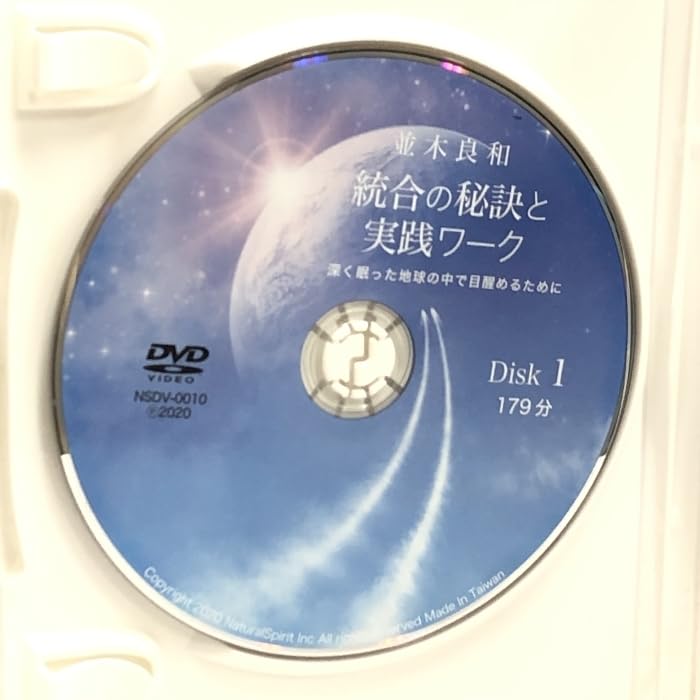 並木良和
統合の秘訣と
実践ワーク
深く眠った地球の中で目醒めるために
DVD
VIDEO
NSDV-0010
Ⓟ2020
Disk 1
179分
Copyright 2020 NaturalSpirit Inc All rights reserved Made in Taiwan